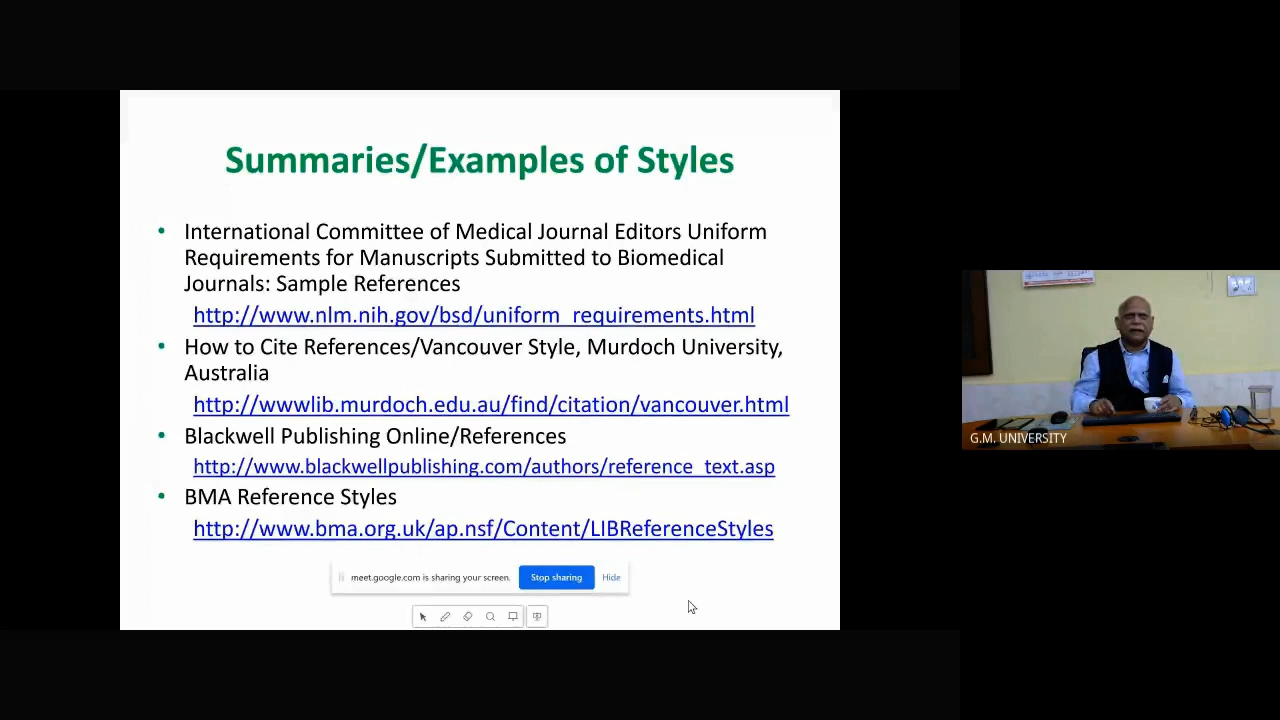 Summaries/Examples of Styles
• International Committee of Medical Journal Editors Uniform
Requirements for Manuscripts Submitted to Biomedical
Journals: Sample References
http://www.nlm.nih.gov/bsd/uniform_requirements.html
• How to Cite References/Vancouver Style, Murdoch University,
Australia
http://wwwlib.murdoch.edu.au/find/citation/vancouver.html
• Blackwell Publishing Online/References
http://www.blackwellpublishing.com/authors/reference_text.asp
• BMA Reference Styles
http://www.bma.org.uk/ap.nsf/Content/LIBReferenceStyles
meet.google.com is sharing your screen.
Stop sharing
Hide
G.M. UNIVERSITY